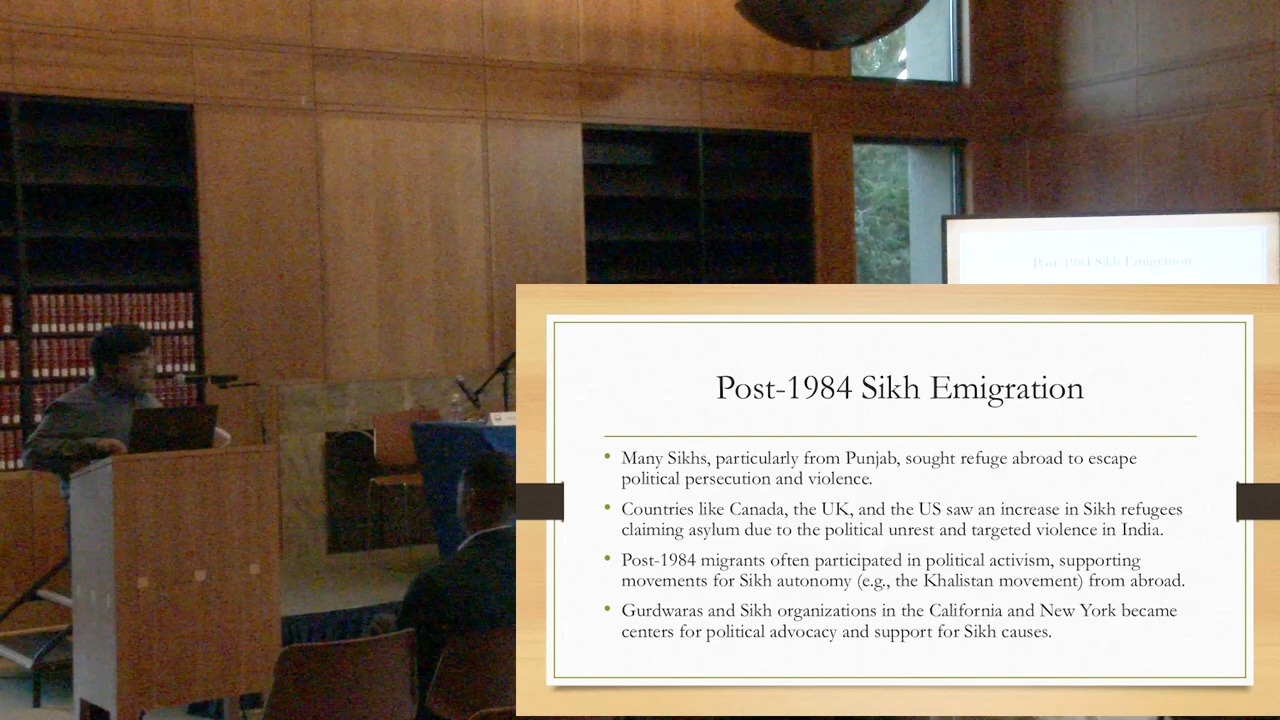 Post-1984 Sikh Emigration
Post-1984 Sikh Emigration
• Many Sikhs, particularly from Punjab, sought refuge abroad to escape
political persecution and violence.
• Countries like Canada, the UK, and the US saw an increase in Sikh refugees
claiming asylum due to the political unrest and targeted violence in India.
• Post-1984 migrants often participated in political activism, supporting
movements for Sikh autonomy (e.g., the Khalistan movement) from abroad.
• Gurdwaras and Sikh organizations in the California and New York became
centers for political advocacy and support for Sikh causes.